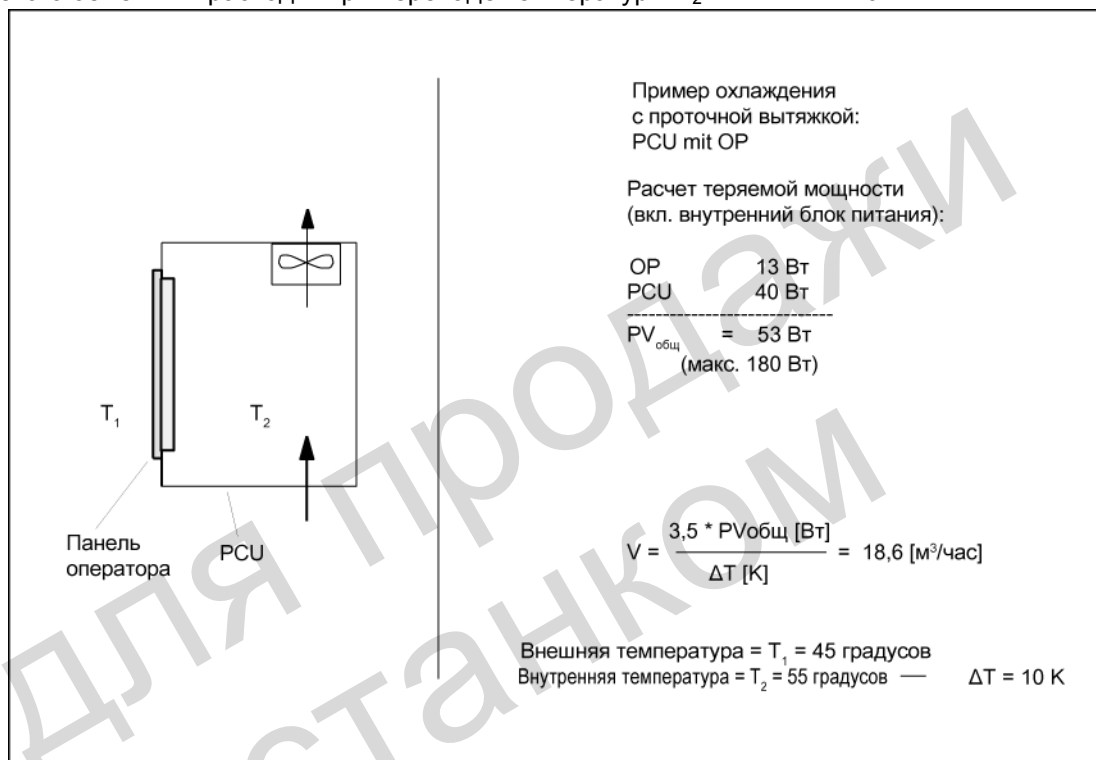 Пример охлаждения
с проточной вытяжкой:
PCU mit OP
Расчет теряемой мощности
(вкл. внутренний блок питания):
OP 13 Вт
PCU 40 Вт
-----------------------------
PVобщ = 53 Вт
(макс. 180 Вт)
T1 T2
Панель
оператора
PCU
V = 3,5 * PVобщ [Вт] / ΔT [K] = 18,6 [м³/час]
Внешняя температура = T1 = 45 градусов
Внутренняя температура = T2 = 55 градусов — ΔT = 10 K
для продажи
станком